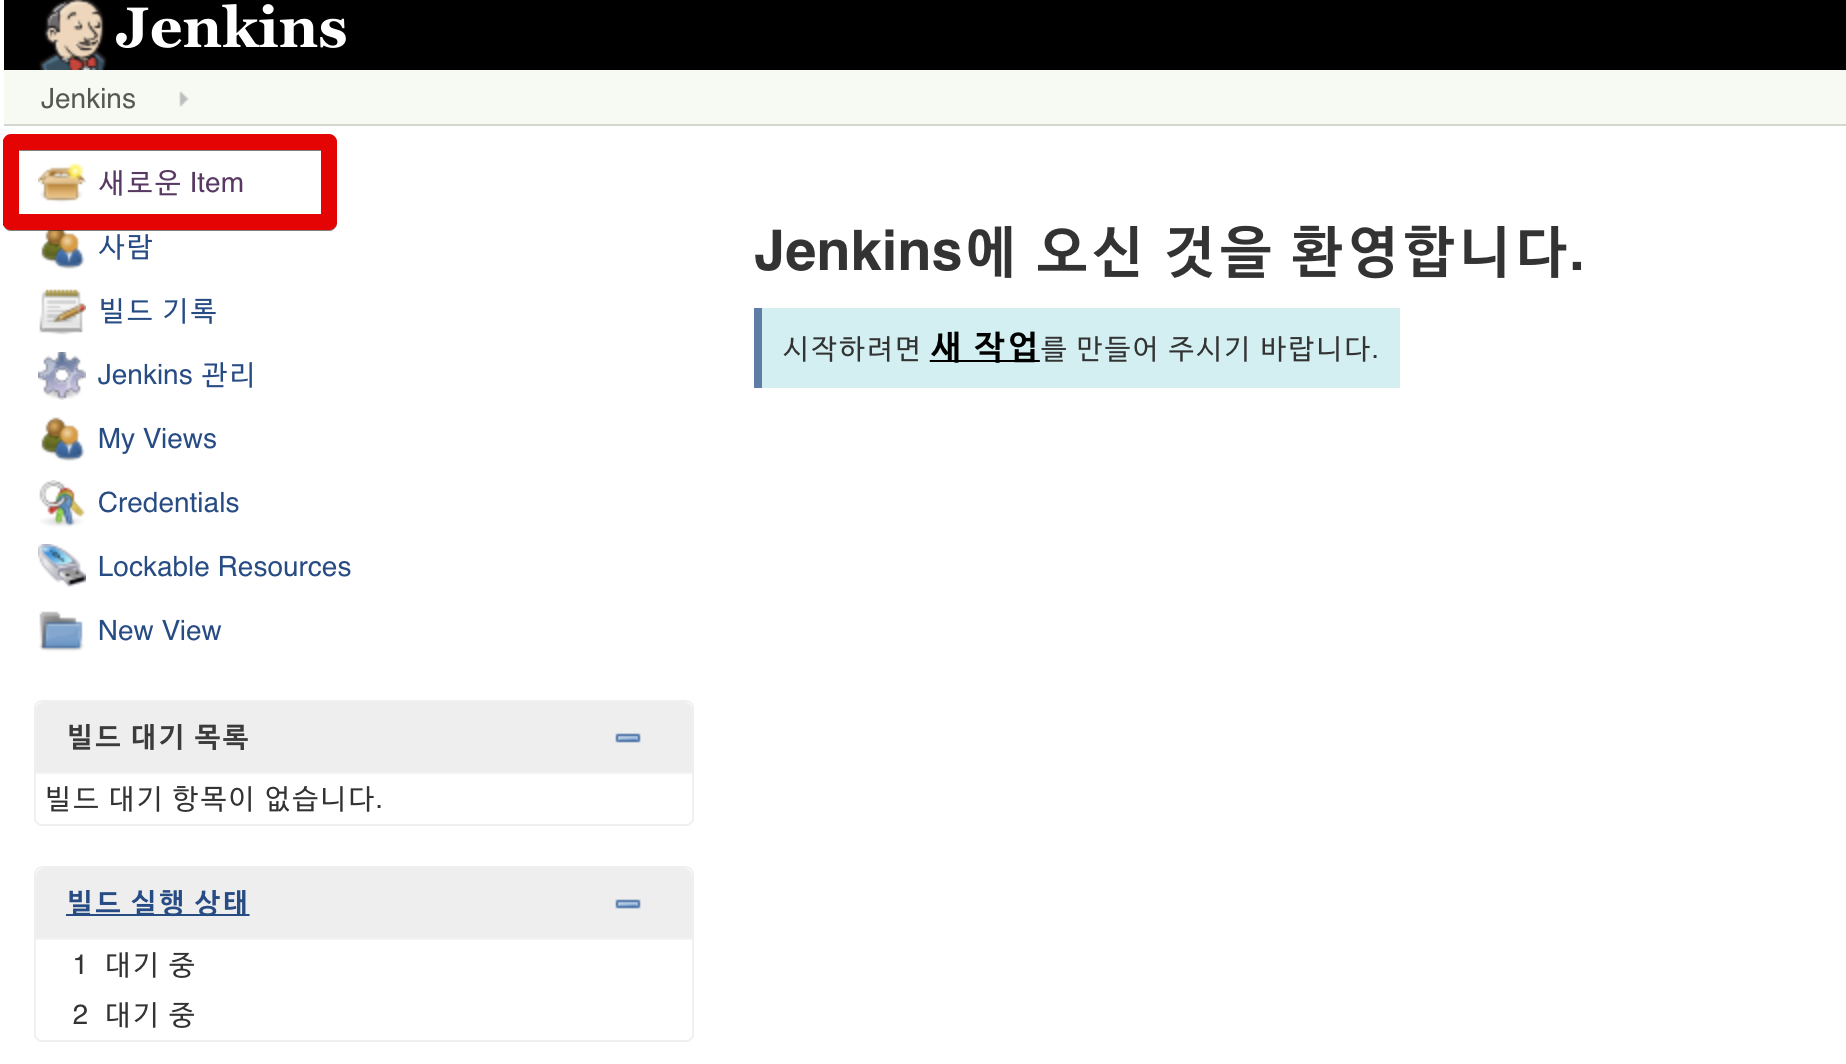 Jenkins
Jenkins
새로운 Item
사람
빌드 기록
Jenkins 관리
My Views
Credentials
Lockable Resources
New View
빌드 대기 목록
빌드 대기 항목이 없습니다.
빌드 실행 상태
1 대기 중
2 대기 중
Jenkins에 오신 것을 환영합니다.
시작하려면 새 작업를 만들어 주시기 바랍니다.